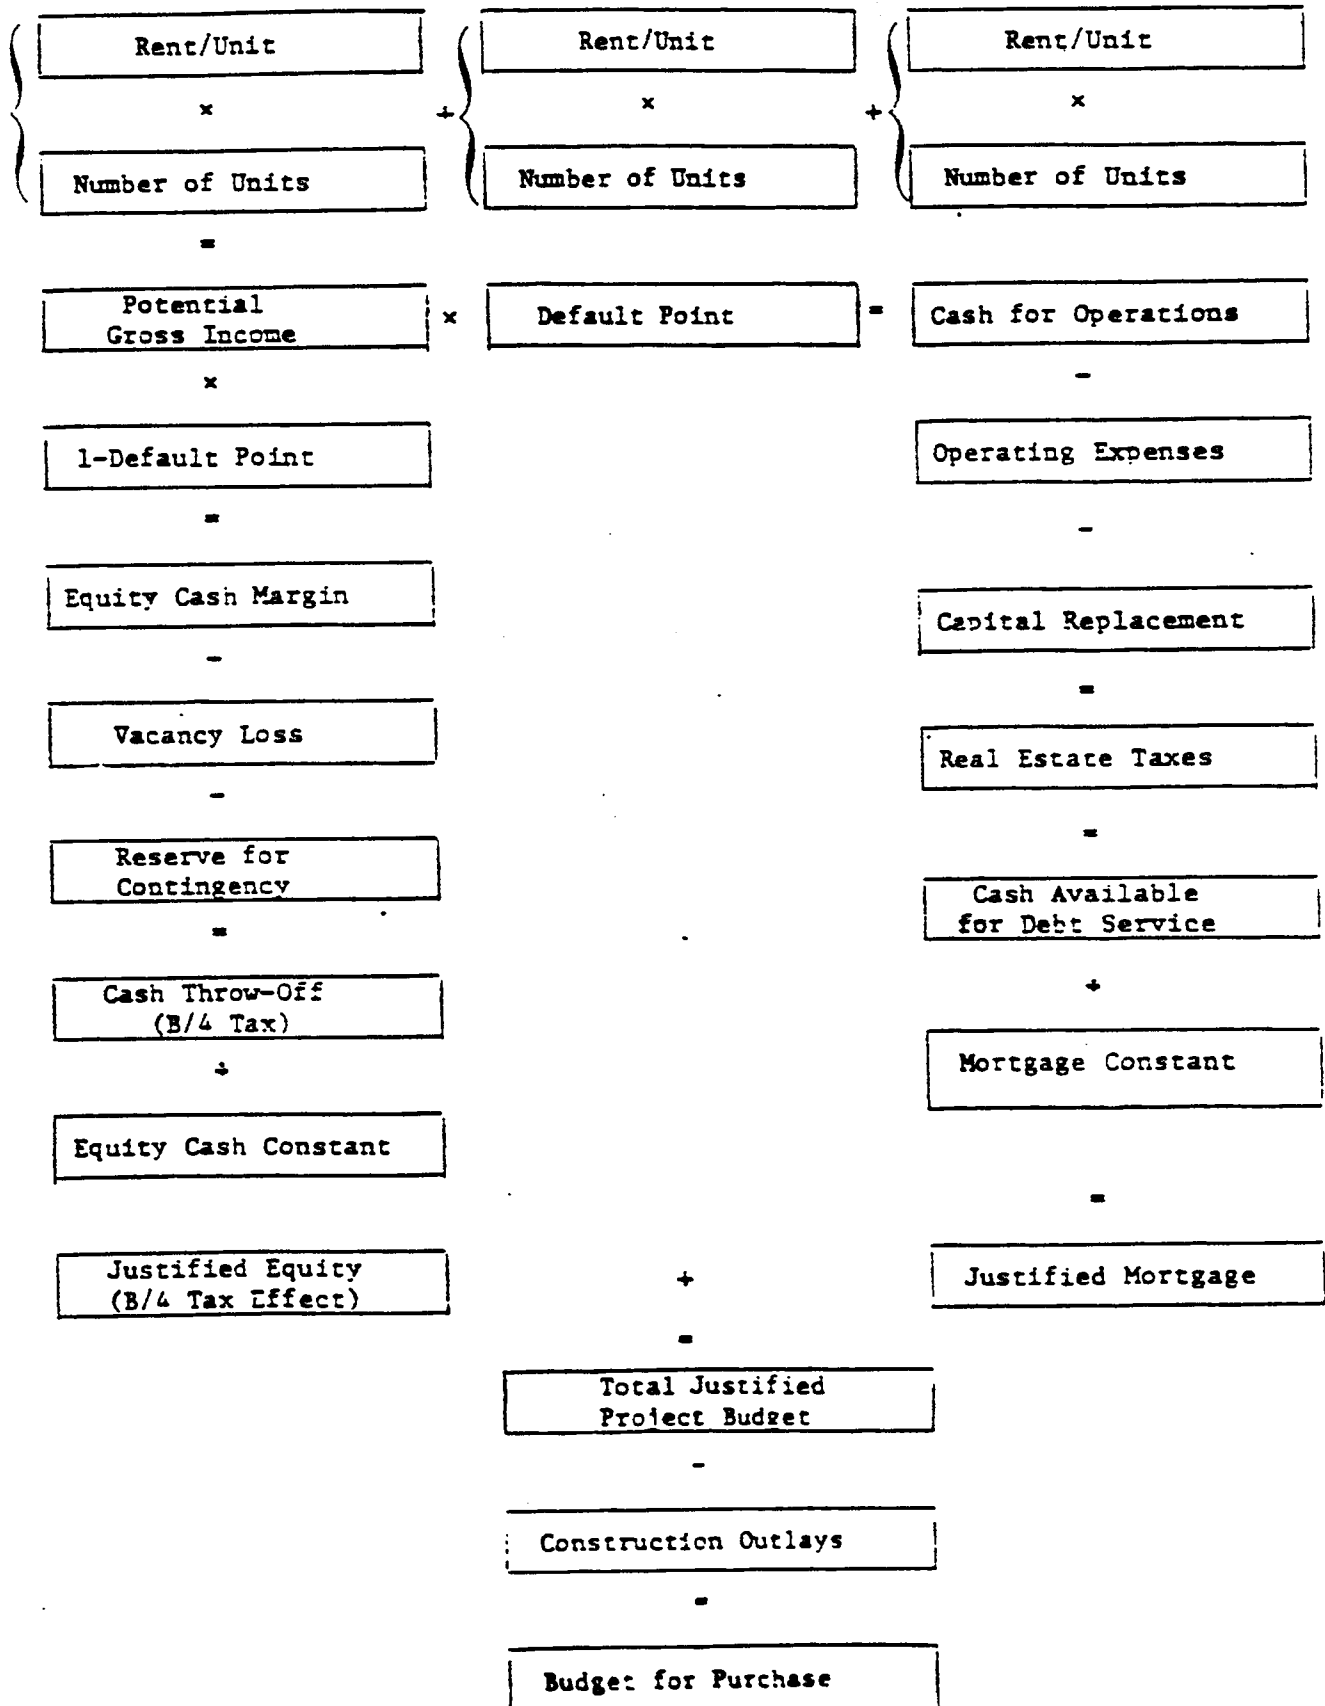 Rent/Unit
Rent/Unit
Rent/Unit
×
×
×
+
+
Number of Units
Number of Units
Number of Units
=
Potential
Gross Income
×
Default Point
=
Cash for Operations
×
-
1-Default Point
Operating Expenses
=
-
Equity Cash Margin
Capital Replacement
-
=
Vacancy Loss
Real Estate Taxes
-
=
Reserve for
Contingency
Cash Available
for Debt Service
=
÷
Cash Throw-Off
(B/4 Tax)
Mortgage Constant
÷
Equity Cash Constant
=
Justified Equity
(B/4 Tax Effect)
+
Justified Mortgage
=
Total Justified
Project Budget
-
Construction Outlays
=
Budget for Purchase